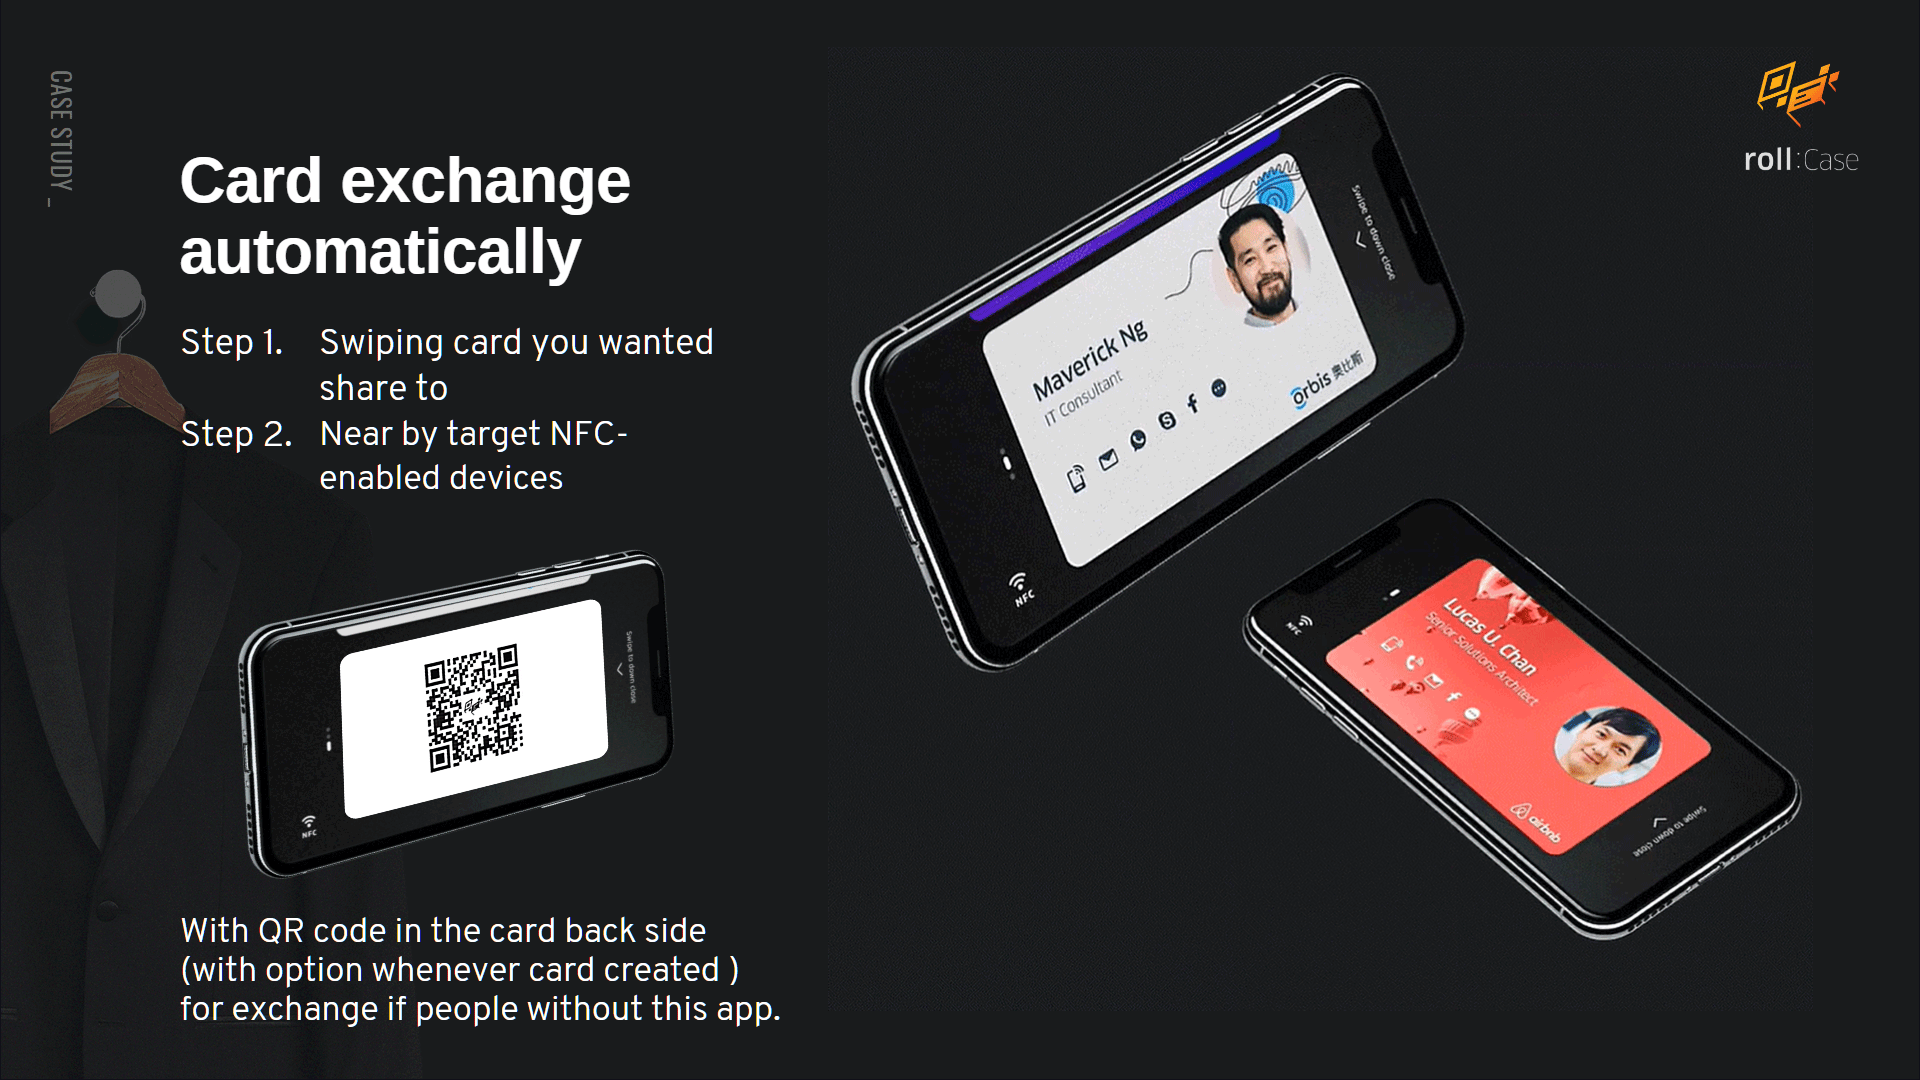 CASE STUDY _
roll:Case
Card exchange
automatically
Step 1. Swiping card you wanted
share to
Step 2. Near by target NFC-
enabled devices
Swipe to down close
Maverick Ng
IT Consultant
orbis 奧比斯
NFC
Swipe to down close
NFC
NFC
Lucas U. Chan
Senior Solutions Architect
airbnb
Swipe to down close
With QR code in the card back side
(with option whenever card created )
for exchange if people without this app.